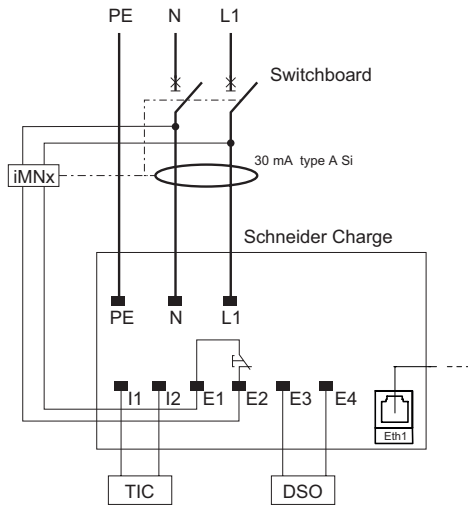 PE N L1
Switchboard
30 mA type A Si
iMNx
Schneider Charge
PE N L1
I1 I2 E1 E2 E3 E4
Eth1
TIC DSO